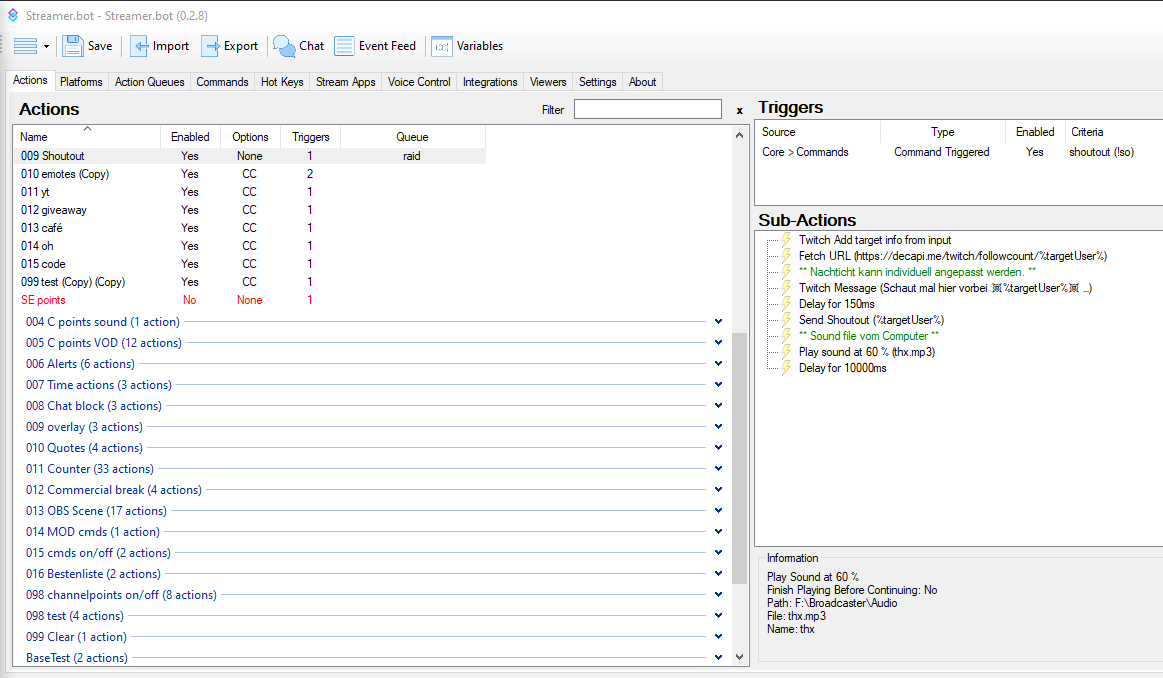 Streamer.bot - Streamer.bot (0.2.8)
Save Import Export Chat Event Feed (x) Variables
Actions Platforms Action Queues Commands Hot Keys Stream Apps Voice Control Integrations Viewers Settings About
Actions
Filter
x
Name Enabled Options Triggers Queue
009 Shoutout Yes None 1 raid
010 emotes (Copy) Yes CC 2
011 yt Yes CC 1
012 giveaway Yes CC 1
013 café Yes CC 1
014 oh Yes CC 1
015 code Yes CC 1
099 test (Copy) (Copy) Yes CC 1
SE points No None 1
004 C points sound (1 action)
005 C points VOD (12 actions)
006 Alerts (6 actions)
007 Time actions (3 actions)
008 Chat block (3 actions)
009 overlay (3 actions)
010 Quotes (4 actions)
011 Counter (33 actions)
012 Commercial break (4 actions)
013 OBS Scene (17 actions)
014 MOD cmds (1 action)
015 cmds on/off (2 actions)
016 Bestenliste (2 actions)
098 channelpoints on/off (8 actions)
098 test (4 actions)
099 Clear (1 action)
BaseTest (2 actions)
Triggers
Source Type Enabled Criteria
Core > Commands Command Triggered Yes shoutout (!so)
Sub-Actions
Twitch Add target info from input
Fetch URL (https://decapi.me/twitch/followcount/%targetUser%)
** Nachticht kann individuell angepasst werden. **
Twitch Message (Schaut mal hier vorbei ☠%targetUser%☠ ...)
Delay for 150ms
Send Shoutout (%targetUser%)
** Sound file vom Computer **
Play sound at 60 % (thx.mp3)
Delay for 10000ms
Information
Play Sound at 60 %
Finish Playing Before Continuing: No
Path: F:\Broadcaster\Audio
File: thx.mp3
Name: thx